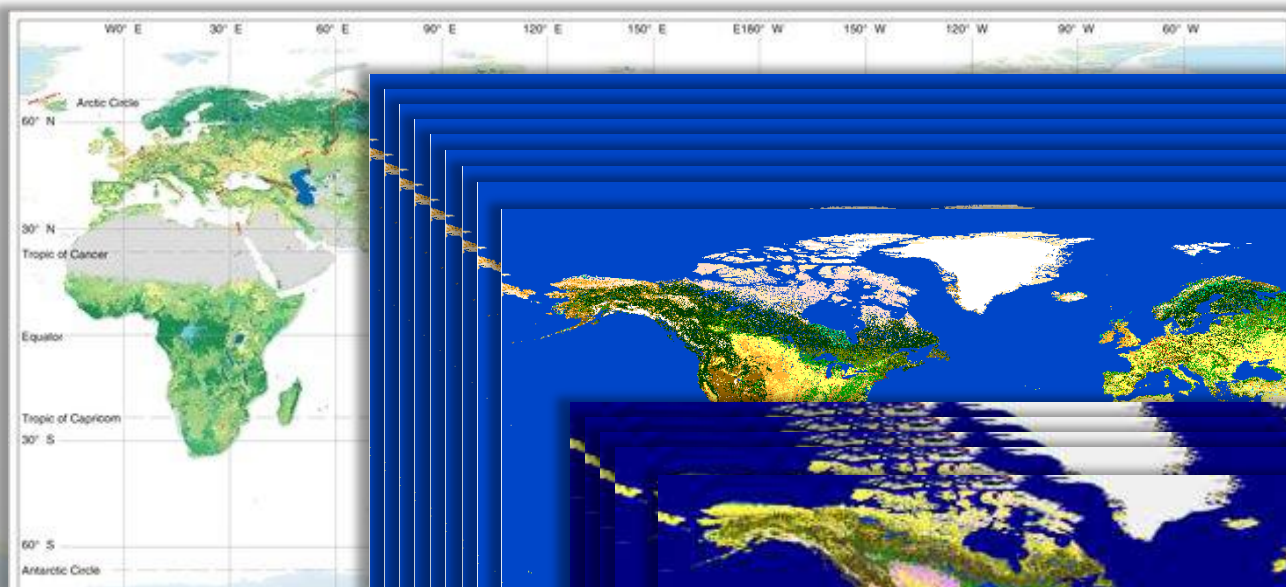 W0° E 30° E 60° E 90° E 120° E 150° E E180° W 150° W 120° W 90° W 60° W
Arctic Circle
60° N
30° N
Tropic of Cancer
Equator
Tropic of Capricorn
30° S
60° S
Antarctic Circle